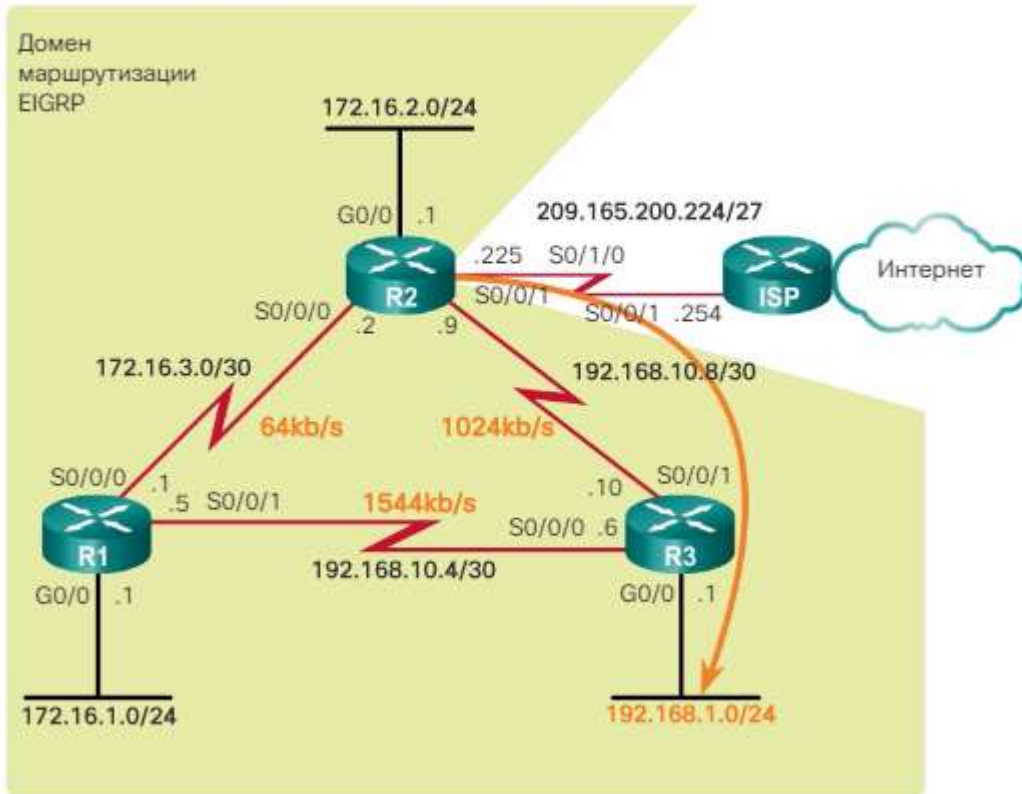 Домен
маршрутизации
EIGRP
172.16.2.0/24
G0/0 .1
209.165.200.224/27
.225 S0/1/0
R2
S0/0/1
S0/0/1 .254
ISP
Интернет
S0/0/0 .2 .9
172.16.3.0/30
192.168.10.8/30
64kb/s
1024kb/s
S0/0/0 .1
.5 S0/0/1
1544kb/s
.10 S0/0/1
S0/0/0 .6
R1
R3
192.168.10.4/30
G0/0 .1
G0/0 .1
172.16.1.0/24
192.168.1.0/24